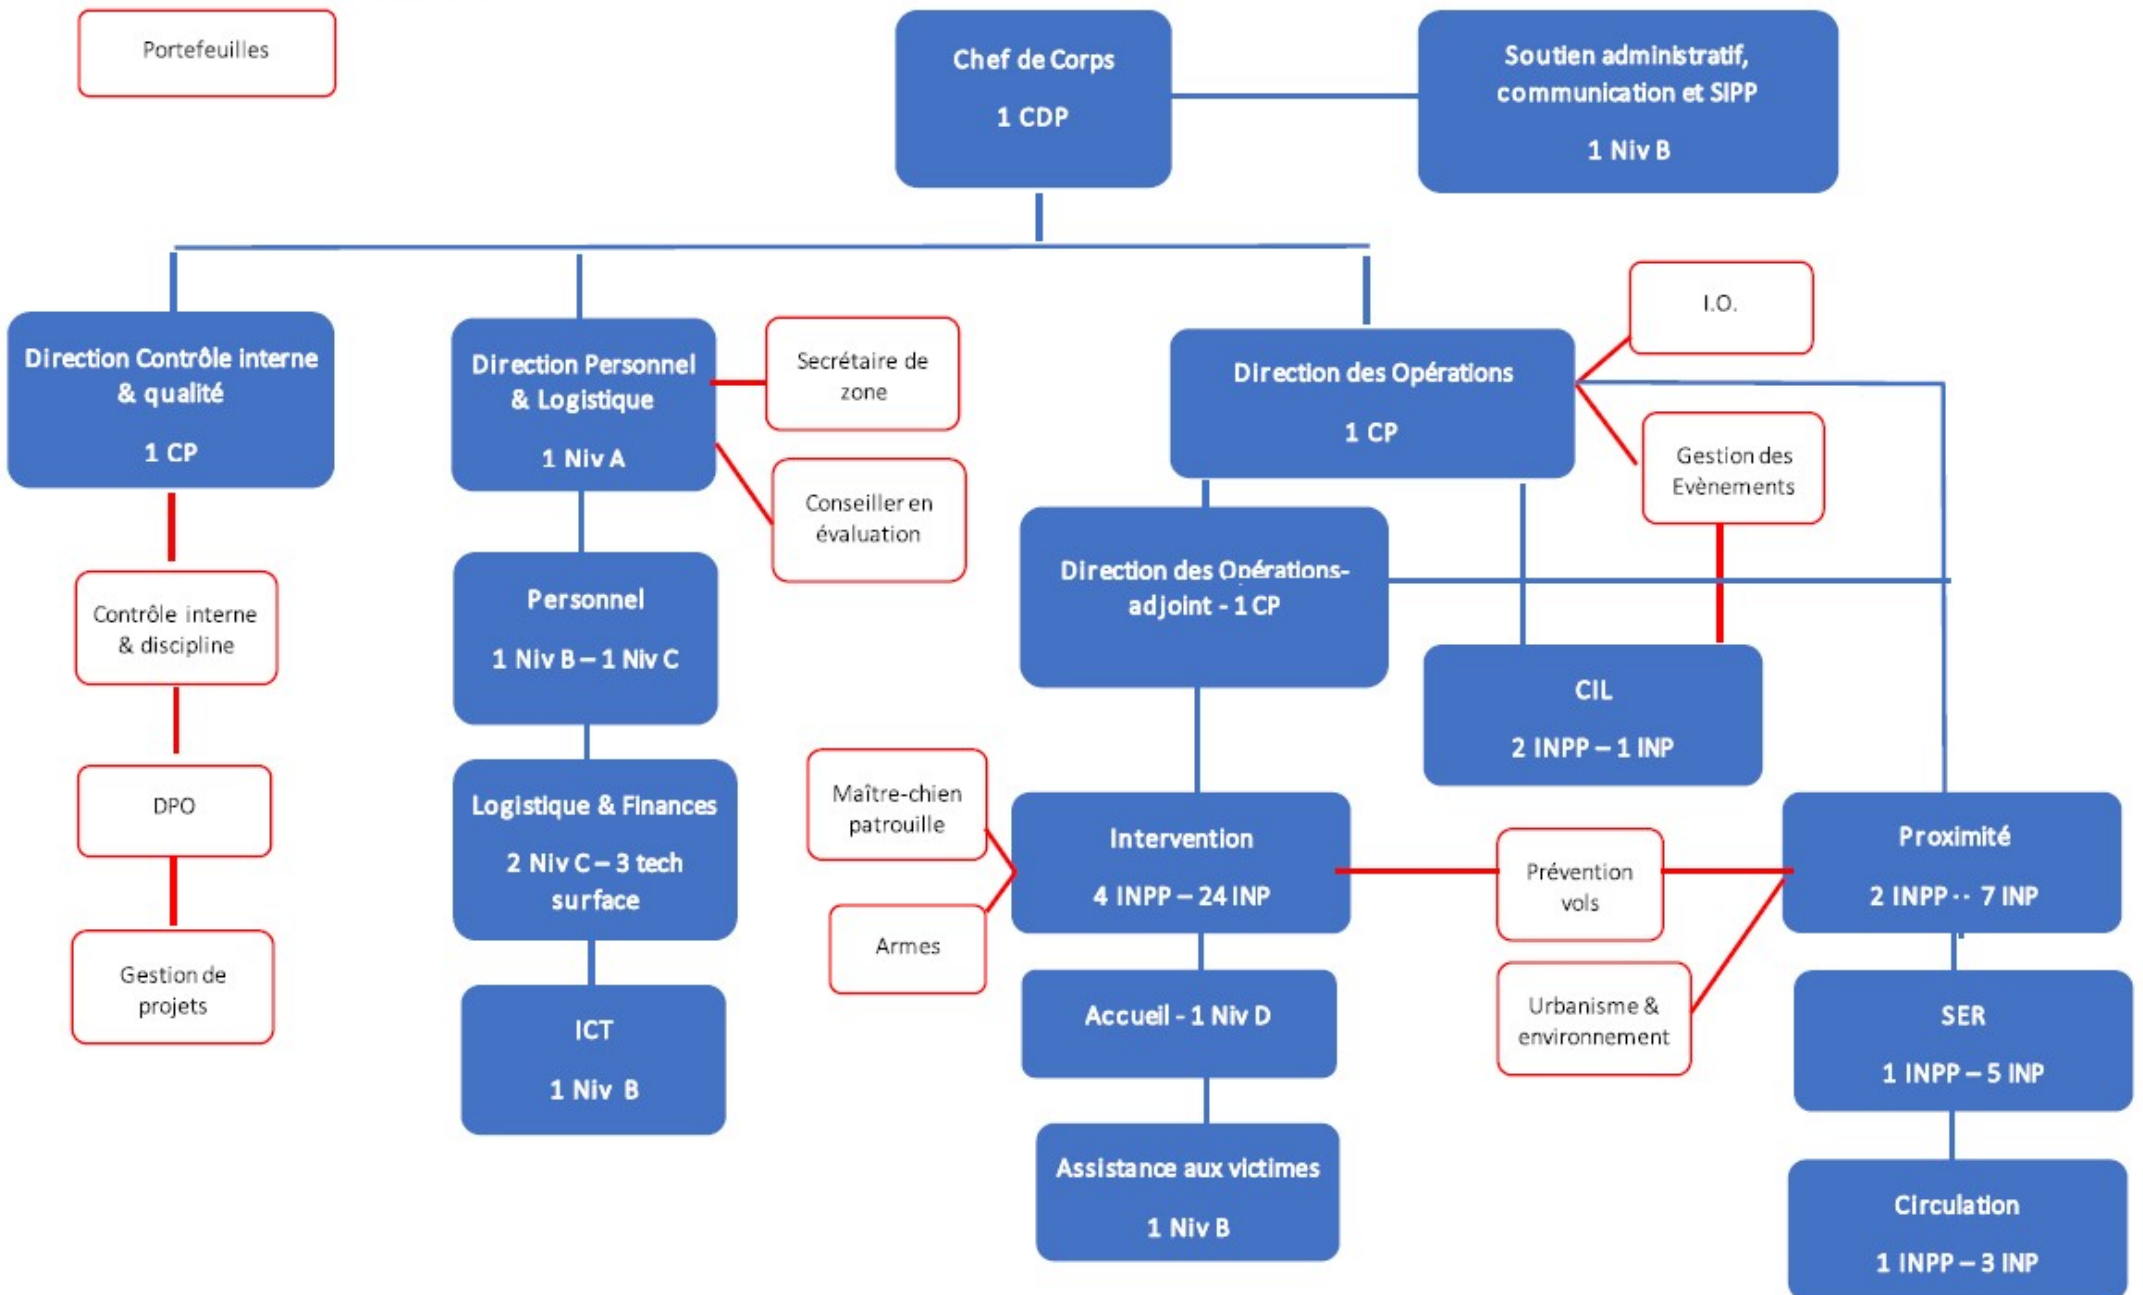 Portefeuilles
Chef de Corps
1 CDP
Soutien administratif,
communication et SIPP
1 Niv B
Direction Contrôle interne
& qualité
1 CP
Direction Personnel
& Logistique
1 Niv A
Secrétaire de
zone
Conseiller en
évaluation
Direction des Opérations
1 CP
I.O.
Gestion des
Evènements
Contrôle interne
& discipline
DPO
Gestion de
projets
Personnel
1 Niv B – 1 Niv C
Logistique & Finances
2 Niv C – 3 tech
surface
ICT
1 Niv B
Direction des Opérations-
adjoint - 1 CP
CIL
2 INPP – 1 INP
Maître-chien
patrouille
Armes
Intervention
4 INPP – 24 INP
Accueil - 1 Niv D
Assistance aux victimes
1 Niv B
Prévention
vols
Urbanisme &
environnement
Proximité
2 INPP -- 7 INP
SER
1 INPP – 5 INP
Circulation
1 INPP – 3 INP